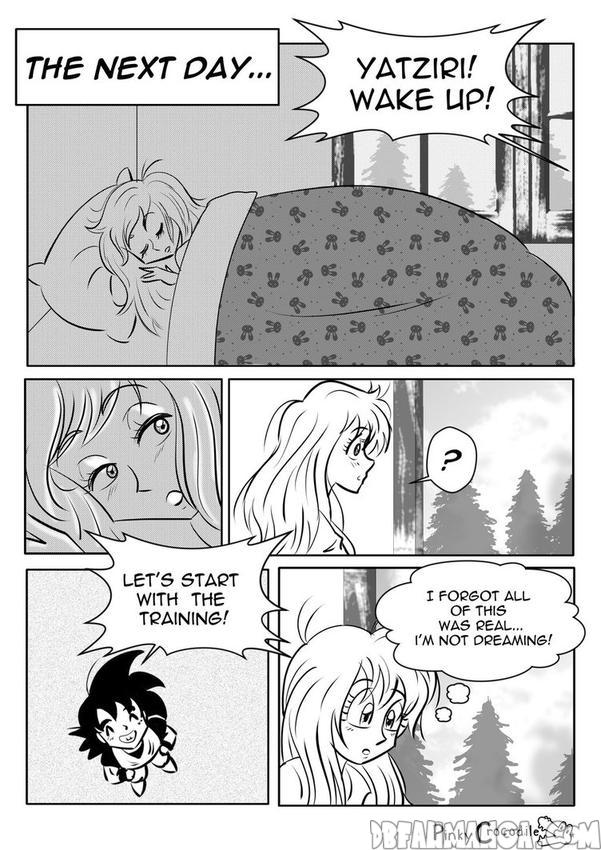 THE NEXT DAY...
YATZIRI!
WAKE UP!
?
LET'S START
WITH THE
TRAINING!
I FORGOT ALL
OF THIS
WAS REAL...
I'M NOT DREAMING!
Pinky Crocodile
DBFANMANGA.COM